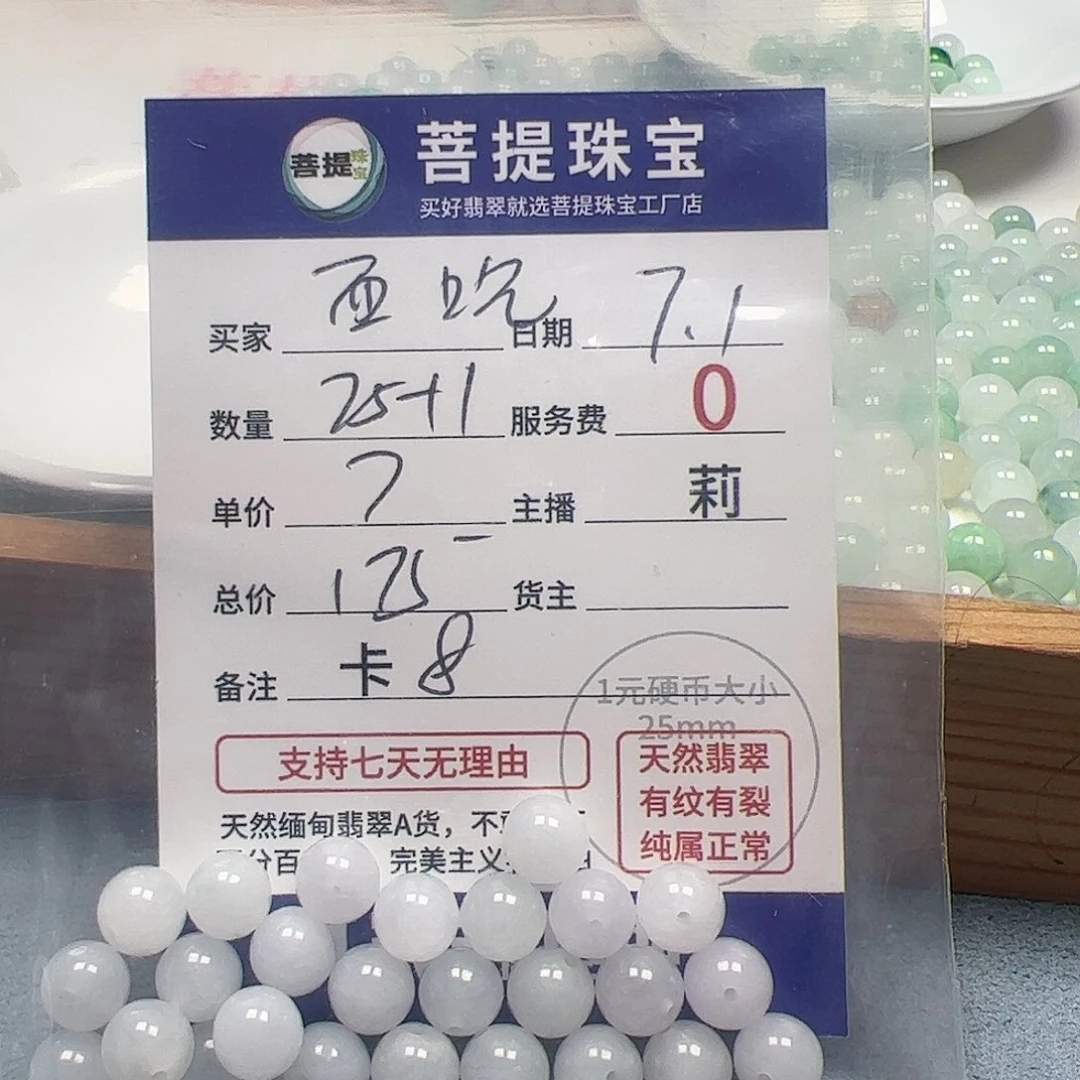 菩提珠宝
菩提珠宝
买好翡翠就选菩提珠宝工厂店
买家 西 日期 7.1
数量 25+1 服务费 0
单价 7 主播 莉
总价 175 货主
备注 卡 8
1元硬币大小
25mm
支持七天无理由
天然翡翠
有纹有裂
纯属正常
天然缅甸翡翠A货，不
分百 完美主义